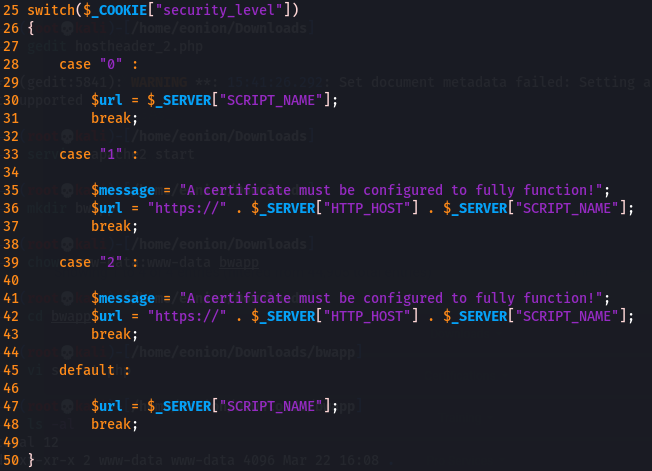 25 switch($_COOKIE["security_level"])
26 {
27
28     case "0" :
29
30         $url = $_SERVER["SCRIPT_NAME"];
31         break;
32
33     case "1" :
34
35         $message = "A certificate must be configured to fully function!";
36         $url = "https://" . $_SERVER["HTTP_HOST"] . $_SERVER["SCRIPT_NAME"];
37         break;
38
39     case "2" :
40
41         $message = "A certificate must be configured to fully function!";
42         $url = "https://" . $_SERVER["HTTP_HOST"] . $_SERVER["SCRIPT_NAME"];
43         break;
44
45     default :
46
47         $url = $_SERVER["SCRIPT_NAME"];
48         break;
49
50 }